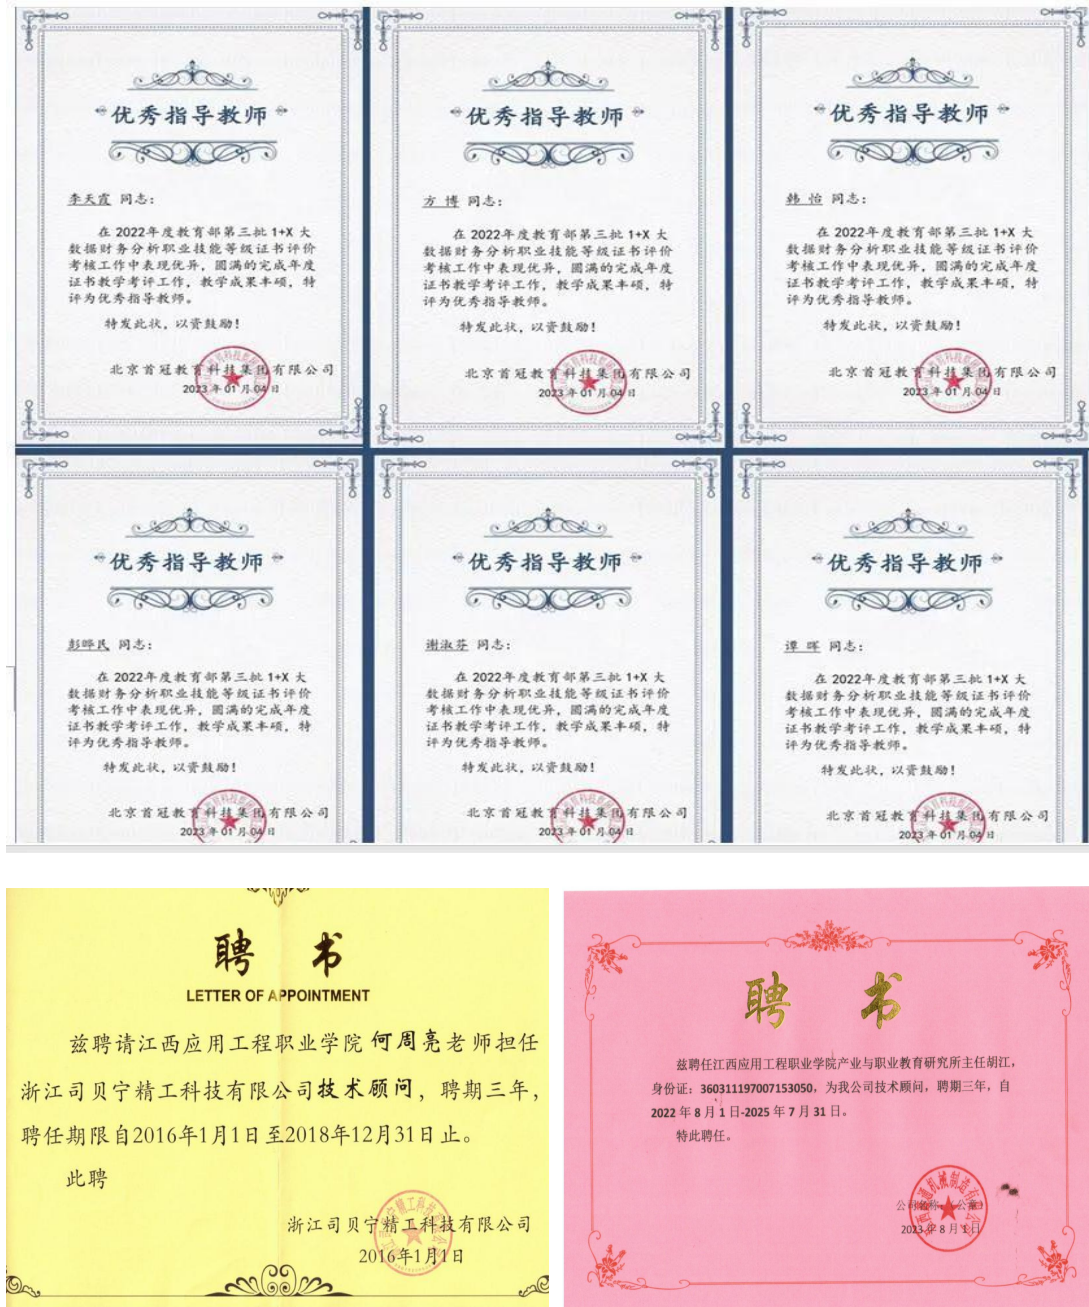 优秀指导教师
李天霞 同志：
在 2022年度教育部第三批 1+X 大
数据财务分析职业技能等级证书评价
考核工作中表现优异，圆满的完成年度
证书教学考评工作，教学成果丰硕，特
评为优秀指导教师。
特发此状，以资鼓励！
北京首冠教育科技集团有限公司
2023年01月04日
优秀指导教师
方 博 同志：
在 2022年度教育部第三批 1+X 大
数据财务分析职业技能等级证书评价
考核工作中表现优异，圆满的完成年度
证书教学考评工作，教学成果丰硕，特
评为优秀指导教师。
特发此状，以资鼓励！
北京首冠教育科技集团有限公司
2023年01月04日
优秀指导教师
韩 怡 同志：
在 2022年度教育部第三批 1+X 大
数据财务分析职业技能等级证书评价
考核工作中表现优异，圆满的完成年度
证书教学考评工作，教学成果丰硕，特
评为优秀指导教师。
特发此状，以资鼓励！
北京首冠教育科技集团有限公司
2023年01月04日
优秀指导教师
彭晔民 同志：
在 2022年度教育部第三批 1+X 大
数据财务分析职业技能等级证书评价
考核工作中表现优异，圆满的完成年度
证书教学考评工作，教学成果丰硕，特
评为优秀指导教师。
特发此状，以资鼓励！
北京首冠教育科技集团有限公司
2023年01月04日
优秀指导教师
谢淑芬 同志：
在 2022年度教育部第三批 1+X 大
数据财务分析职业技能等级证书评价
考核工作中表现优异，圆满的完成年度
证书教学考评工作，教学成果丰硕，特
评为优秀指导教师。
特发此状，以资鼓励！
北京首冠教育科技集团有限公司
2023年01月04日
优秀指导教师
谭 晖 同志：
在 2022年度教育部第三批 1+X 大
数据财务分析职业技能等级证书评价
考核工作中表现优异，圆满的完成年度
证书教学考评工作，教学成果丰硕，特
评为优秀指导教师。
特发此状，以资鼓励！
北京首冠教育科技集团有限公司
2023年01月04日
聘 书
LETTER OF APPOINTMENT
兹聘请江西应用工程职业学院何周亮老师担任
浙江司贝宁精工科技有限公司技术顾问，聘期三年，
聘任期限自2016年1月1日至2018年12月31日止。
此聘
浙江司贝宁精工科技有限公司
2016年1月1日
聘 书
兹聘任江西应用工程职业学院产业与职业教育研究所主任胡江，
身份证：360311197007153050，为我公司技术顾问，聘期三年，自
2022 年 8 月 1 日-2025 年 7 月 31 日。
特此聘任。
公司名称
2023 年 8 月 1 日